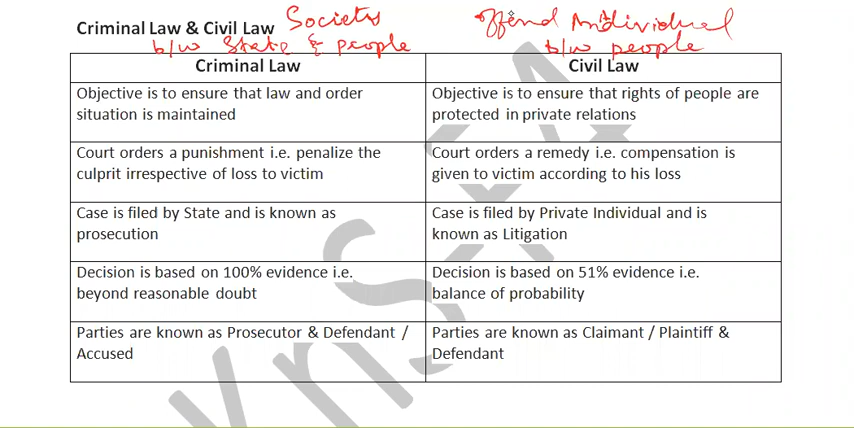 Society
offend Individual
Criminal Law & Civil Law
b/w State & people
b/w people
Criminal Law
Civil Law
Objective is to ensure that law and order
situation is maintained
Objective is to ensure that rights of people are
protected in private relations
Court orders a punishment i.e. penalize the
culprit irrespective of loss to victim
Court orders a remedy i.e. compensation is
given to victim according to his loss
Case is filed by State and is known as
prosecution
Case is filed by Private Individual and is
known as Litigation
Decision is based on 100% evidence i.e.
beyond reasonable doubt
Decision is based on 51% evidence i.e.
balance of probability
Parties are known as Prosecutor & Defendant /
Accused
Parties are known as Claimant / Plaintiff &
Defendant